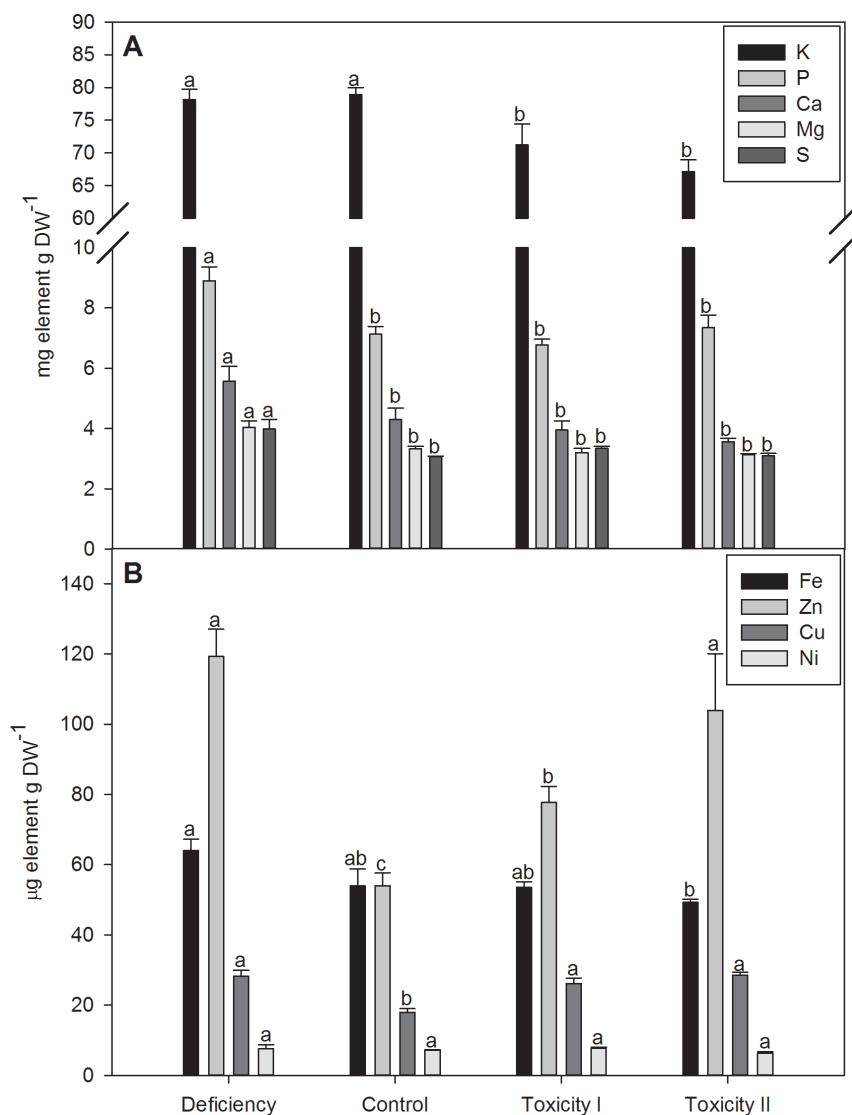 A
K
P
Ca
Mg
S
90
85
80
75
70
65
60
10
8
6
4
2
0
mg element g DW⁻¹
a a b b
a a a a
b b b b
b b b b
b b b b
B
Fe
Zn
Cu
Ni
140
120
100
80
60
40
20
0
µg element g DW⁻¹
a a a a
ab c b a
ab b a a
b a a a
Deficiency Control Toxicity I Toxicity II